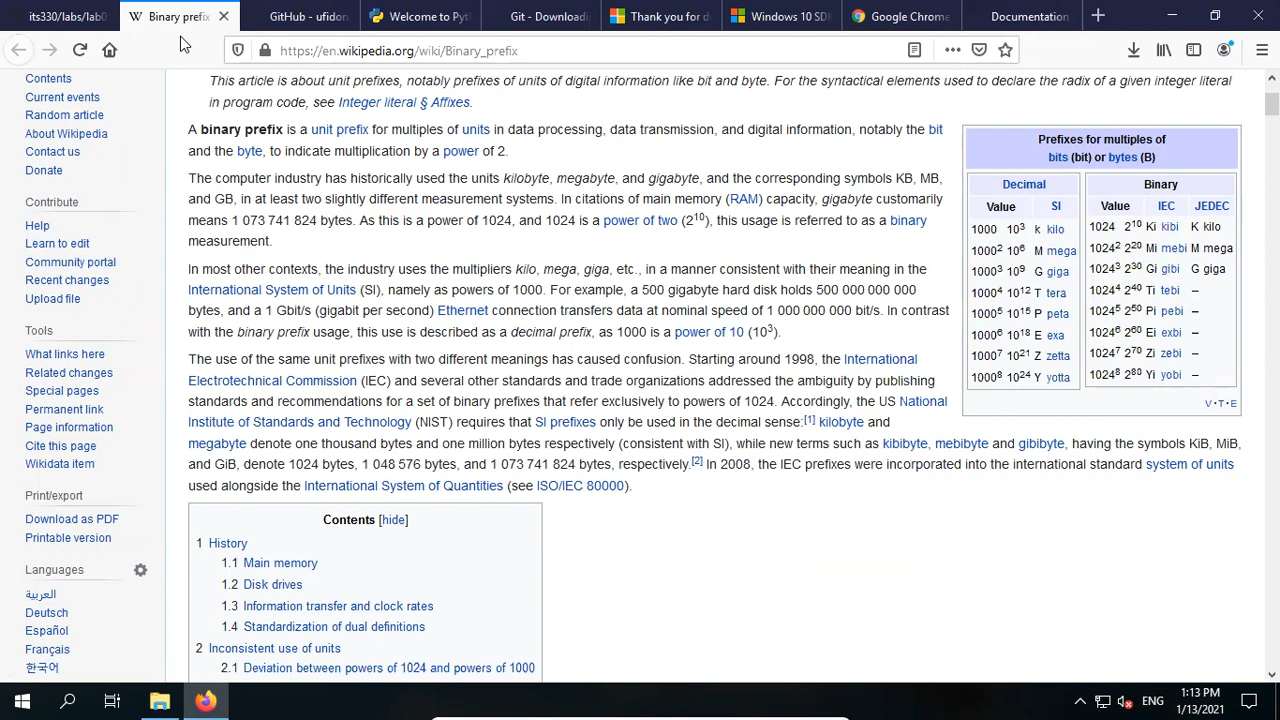 its330/labs/lab0
W Binary prefix
GitHub - ufidon
Welcome to Pyt
Git - Downloadi
Thank you for d
Windows 10 SDK
Google Chrome
Documentation
https://en.wikipedia.org/wiki/Binary_prefix
Contents
Current events
Random article
About Wikipedia
Contact us
Donate
Contribute
Help
Learn to edit
Community portal
Recent changes
Upload file
Tools
What links here
Related changes
Special pages
Permanent link
Page information
Cite this page
Wikidata item
Print/export
Download as PDF
Printable version
Languages
العربية
Deutsch
Español
Français
한국어
This article is about unit prefixes, notably prefixes of units of digital information like bit and byte. For the syntactical elements used to declare the radix of a given integer literal
in program code, see Integer literal § Affixes.
A binary prefix is a unit prefix for multiples of units in data processing, data transmission, and digital information, notably the bit
and the byte, to indicate multiplication by a power of 2.
The computer industry has historically used the units kilobyte, megabyte, and gigabyte, and the corresponding symbols KB, MB,
and GB, in at least two slightly different measurement systems. In citations of main memory (RAM) capacity, gigabyte customarily
means 1 073 741 824 bytes. As this is a power of 1024, and 1024 is a power of two (2¹⁰), this usage is referred to as a binary
measurement.
In most other contexts, the industry uses the multipliers kilo, mega, giga, etc., in a manner consistent with their meaning in the
International System of Units (SI), namely as powers of 1000. For example, a 500 gigabyte hard disk holds 500 000 000 000
bytes, and a 1 Gbit/s (gigabit per second) Ethernet connection transfers data at nominal speed of 1 000 000 000 bit/s. In contrast
with the binary prefix usage, this use is described as a decimal prefix, as 1000 is a power of 10 (10³).
The use of the same unit prefixes with two different meanings has caused confusion. Starting around 1998, the International
Electrotechnical Commission (IEC) and several other standards and trade organizations addressed the ambiguity by publishing
standards and recommendations for a set of binary prefixes that refer exclusively to powers of 1024. Accordingly, the US National
Institute of Standards and Technology (NIST) requires that SI prefixes only be used in the decimal sense:[1] kilobyte and
megabyte denote one thousand bytes and one million bytes respectively (consistent with SI), while new terms such as kibibyte, mebibyte and gibibyte, having the symbols KiB, MiB,
and GiB, denote 1024 bytes, 1 048 576 bytes, and 1 073 741 824 bytes, respectively.[2] In 2008, the IEC prefixes were incorporated into the international standard system of units
used alongside the International System of Quantities (see ISO/IEC 80000).
Prefixes for multiples of
bits (bit) or bytes (B)
Decimal Binary
Value SI Value IEC JEDEC
1000 10³ k kilo 1024 2¹⁰ Ki kibi K kilo
1000² 10⁶ M mega 1024² 2²⁰ Mi mebi M mega
1000³ 10⁹ G giga 1024³ 2³⁰ Gi gibi G giga
1000⁴ 10¹² T tera 1024⁴ 2⁴⁰ Ti tebi –
1000⁵ 10¹⁵ P peta 1024⁵ 2⁵⁰ Pi pebi –
1000⁶ 10¹⁸ E exa 1024⁶ 2⁶⁰ Ei exbi –
1000⁷ 10²¹ Z zetta 1024⁷ 2⁷⁰ Zi zebi –
1000⁸ 10²⁴ Y yotta 1024⁸ 2⁸⁰ Yi yobi –
V·T·E
Contents [hide]
1 History
1.1 Main memory
1.2 Disk drives
1.3 Information transfer and clock rates
1.4 Standardization of dual definitions
2 Inconsistent use of units
2.1 Deviation between powers of 1024 and powers of 1000
ENG
1:13 PM
1/13/2021